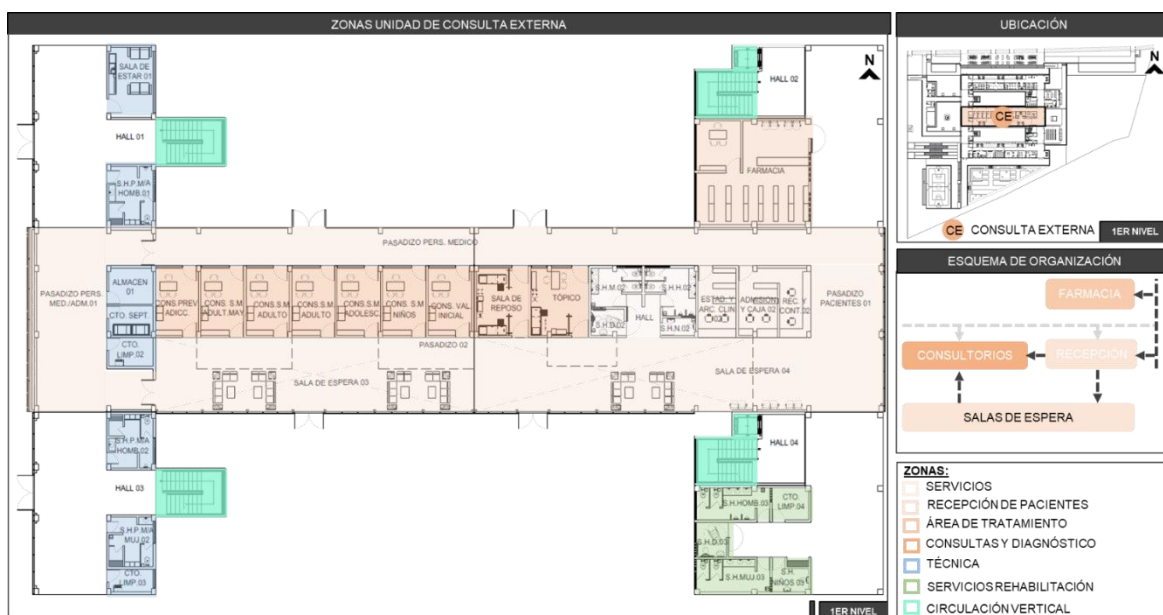 ZONAS UNIDAD DE CONSULTA EXTERNA
N
SALA DE
ESTAR 01
HALL 01
S.H.P.M/A
HOMB.01
HALL 02
FARMACIA
PASADIZO PERS. MEDICO
PASADIZO PERS.
MED./ADM.01
ALMACEN
01
CTO. SEPT.
CTO.
LIMP.02
CONS.PREV
ADICC.
CONS. S.M
ADULT.MAY
CONS.S.M
ADULTO
CONS.S.M
ADULTO
CONS.S.M
ADOLESC.
CONS. S.M
NIÑOS
CONS. VAL.
INICIAL
SALA DE
REPOSO
TÓPICO
S.H.M.02
S.H.H.02
HALL
S.H.D.02
S.H.N.02
ESTAD. Y
ARC. CLIN
ADMISION
Y CAJA 02
REC. Y
CONT.02
PASADIZO
PACIENTES 01
PASADIZO 02
SALA DE ESPERA 03
SALA DE ESPERA 04
S.H.P.M/A
HOMB.02
HALL 03
S.H.P.M/A
MUJ.02
CTO.
LIMP.03
HALL 04
S.H.HOMB.03
CTO.
LIMP.04
S.H.D.03
S.H.MUJ.03
S.H.
NIÑOS 03
1ER NIVEL
UBICACIÓN
N
CE
CE CONSULTA EXTERNA
1ER NIVEL
ESQUEMA DE ORGANIZACIÓN
FARMACIA
CONSULTORIOS
RECEPCIÓN
SALAS DE ESPERA
ZONAS:
SERVICIOS
RECEPCIÓN DE PACIENTES
ÁREA DE TRATAMIENTO
CONSULTAS Y DIAGNÓSTICO
TÉCNICA
SERVICIOS REHABILITACIÓN
CIRCULACIÓN VERTICAL